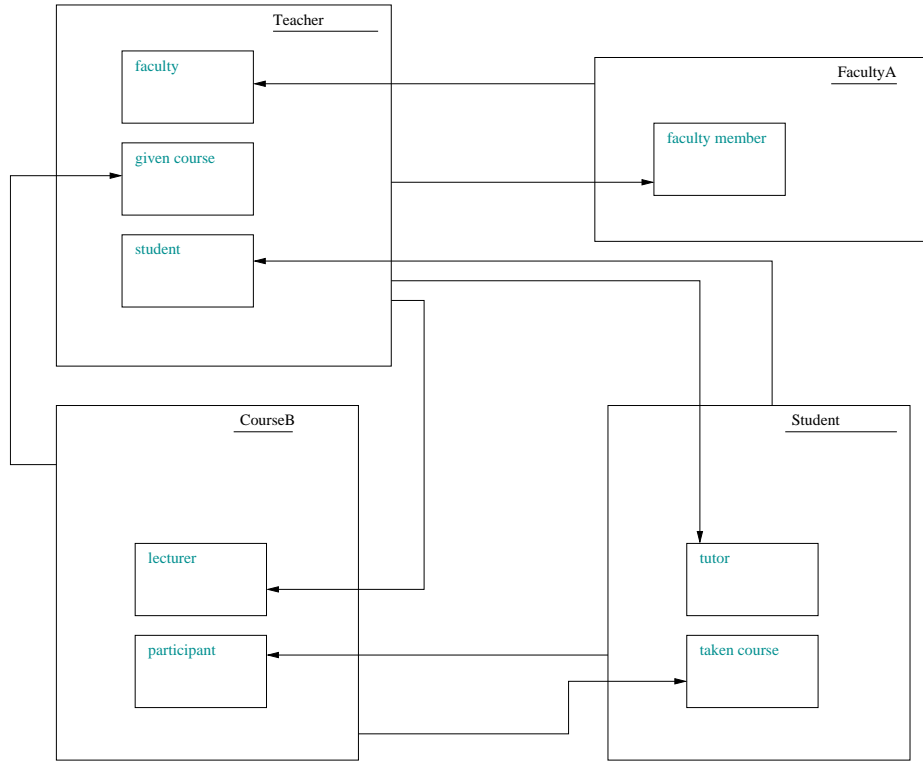 Teacher
faculty
given course
student
FacultyA
faculty member
CourseB
lecturer
participant
Student
tutor
taken course